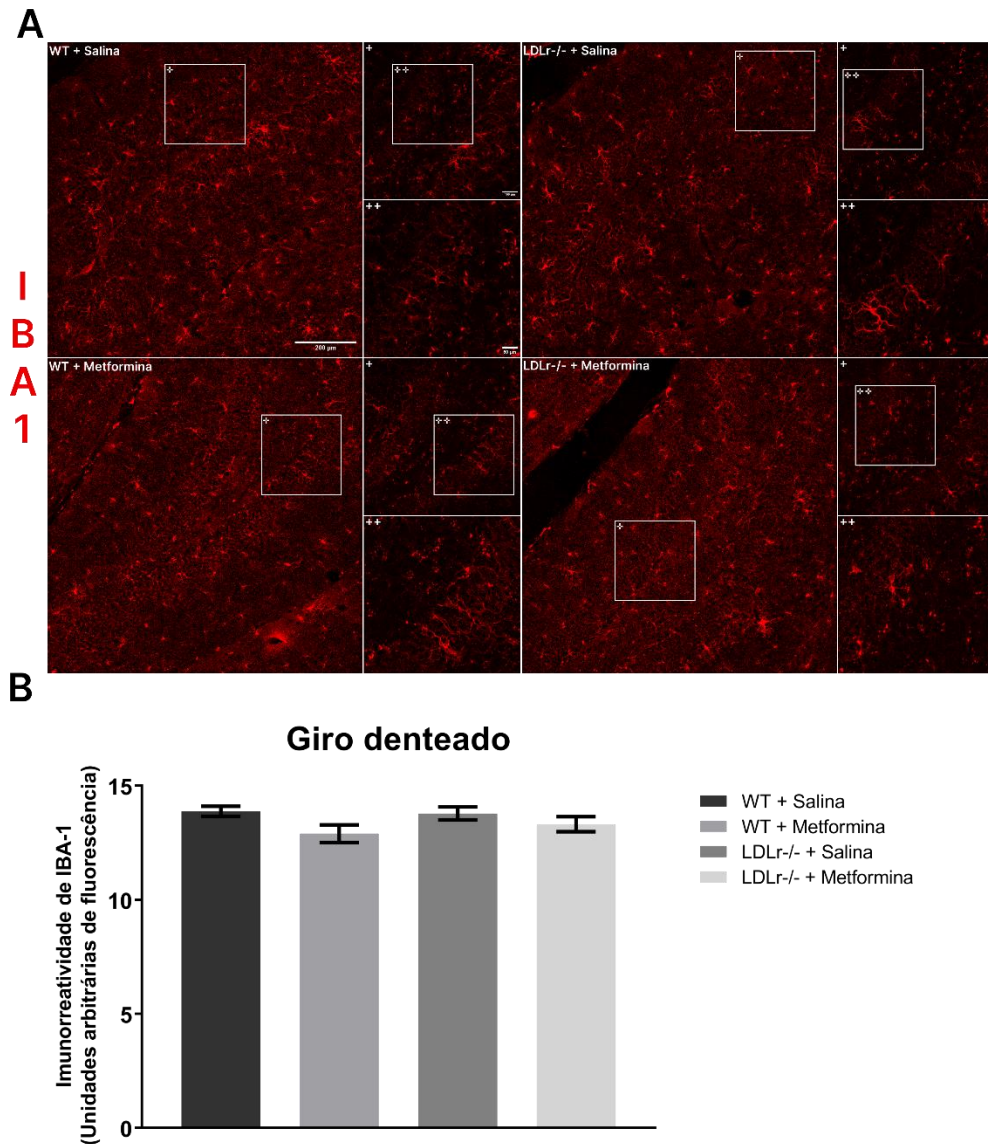 A
WT + Salina
+
++
++
200 µm
LDLr-/- + Salina
+
++
++
I
B
A
1
WT + Metformina
+
++
++
LDLr-/- + Metformina
+
++
++
B
Giro denteado
Imunorreatividade de IBA-1
(Unidades arbitrárias de fluorescência)
15
10
5
0
WT + Salina
WT + Metformina
LDLr-/- + Salina
LDLr-/- + Metformina